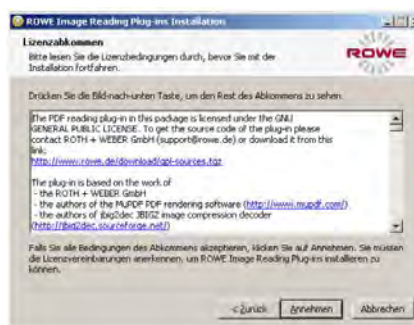 ROWE Image Reading Plug-ins Installation
Lizenzabkommen
Bitte lesen Sie die Lizenzbedingungen durch, bevor Sie mit der
Installation fortfahren.
ROWE
Drücken Sie die Bild-nach-unten Taste, um den Rest des Abkommens zu sehen.
The PDF reading plug-in in this package is licensed under the GNU
GENERAL PUBLIC LICENSE. To get the source code of the plug-in please
contact ROTH + WEBER GmbH (support@rowe.de) or download it from this
link:
http://www.rowe.de/download/gpl-sources.tgz
The plug-in is based on the work of
- the ROTH + WEBER GmbH
- the authors of the MUPDF PDF rendering software (http://www.mupdf.com/)
- the authors of jbig2dec JBIG2 image compression decoder
(http://jbig2dec.sourceforge.net/)
Falls Sie alle Bedingungen des Abkommens akzeptieren, klicken Sie auf Annehmen. Sie müssen
die Lizenzvereinbarungen anerkennen, um ROWE Image Reading Plug-ins installieren zu
können.
< Zurück Annehmen Abbrechen